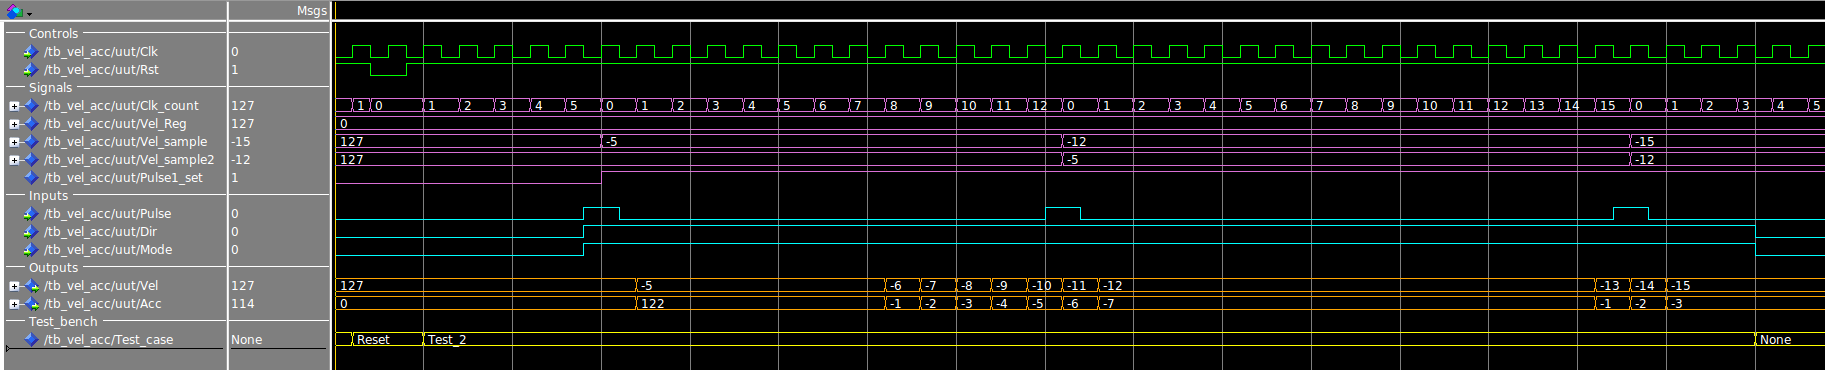 Msgs
Controls
/tb_vel_acc/uut/Clk 0
/tb_vel_acc/uut/Rst 1
Signals
/tb_vel_acc/uut/Clk_count 127 1 0 1 2 3 4 5 0 1 2 3 4 5 6 7 8 9 10 11 12 0 1 2 3 4 5 6 7 8 9 10 11 12 13 14 15 0 1 2 3 4 5
/tb_vel_acc/uut/Vel_Reg 127 0
/tb_vel_acc/uut/Vel_sample -15 127 -5 -12 -15
/tb_vel_acc/uut/Vel_sample2 -12 127 -5 -12
/tb_vel_acc/uut/Pulse1_set 1
Inputs
/tb_vel_acc/uut/Pulse 0
/tb_vel_acc/uut/Dir 0
/tb_vel_acc/uut/Mode 0
Outputs
/tb_vel_acc/uut/Vel 127 127 -5 -6 -7 -8 -9 -10 -11 -12 -13 -14 -15
/tb_vel_acc/uut/Acc 114 0 122 -1 -2 -3 -4 -5 -6 -7 -1 -2 -3
Test_bench
/tb_vel_acc/Test_case None Reset Test_2 None